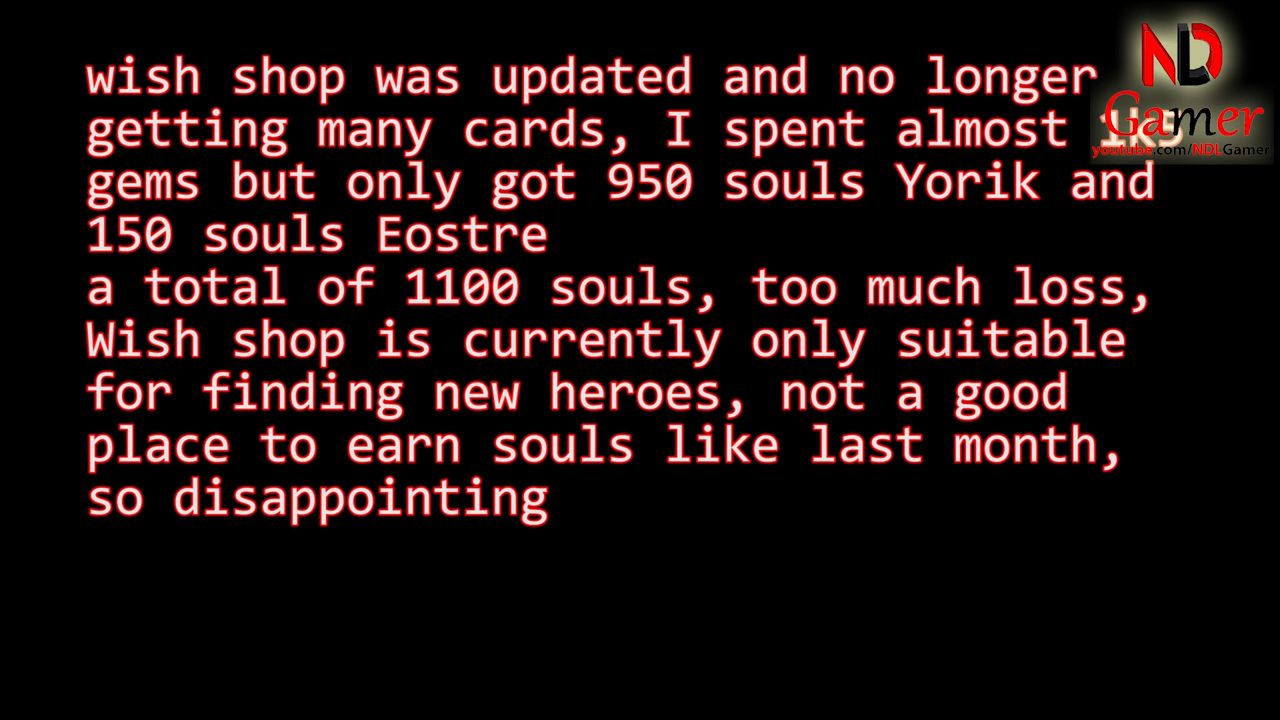 wish shop was updated and no longer
getting many cards, I spent almost
gems but only got 950 souls Yorik and
150 souls Eostre
a total of 1100 souls, too much loss,
Wish shop is currently only suitable
for finding new heroes, not a good
place to earn souls like last month,
so disappointing
ND
Gamer
youtube.com/NDLGamer